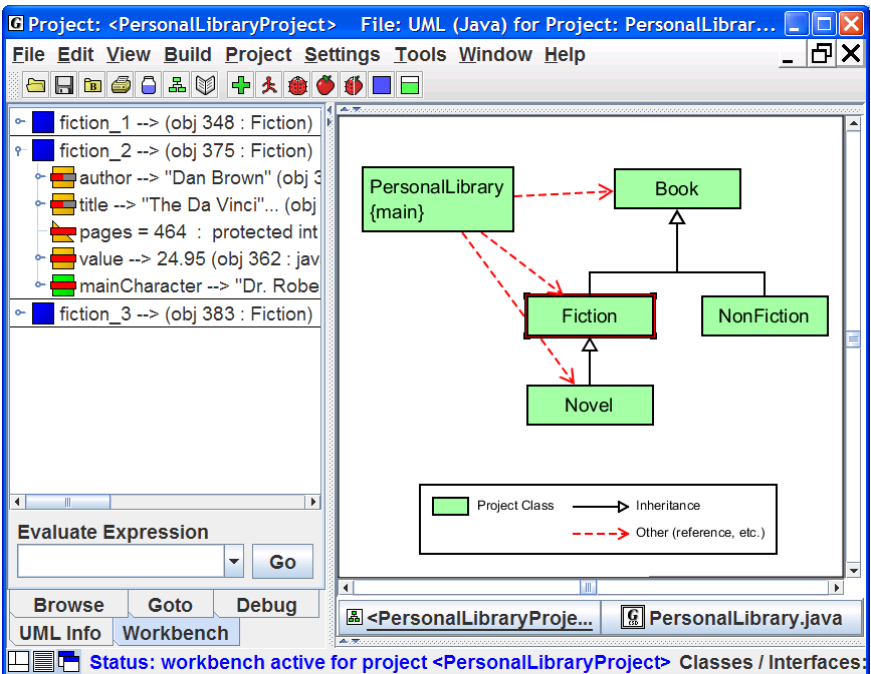 Project: <PersonalLibraryProject> File: UML (Java) for Project: PersonalLibrar...
File Edit View Build Project Settings Tools Window Help
fiction_1 --> (obj 348 : Fiction)
fiction_2 --> (obj 375 : Fiction)
author --> "Dan Brown" (obj 3
title --> "The Da Vinci"... (obj
pages = 464 : protected int
value --> 24.95 (obj 362 : jav
mainCharacter --> "Dr. Robe
fiction_3 --> (obj 383 : Fiction)
Evaluate Expression
Go
Browse Goto Debug
UML Info Workbench
PersonalLibrary
{main}
Book
Fiction
NonFiction
Novel
Project Class
Inheritance
Other (reference, etc.)
<PersonalLibraryProje...
PersonalLibrary.java
Status: workbench active for project <PersonalLibraryProject> Classes / Interfaces: